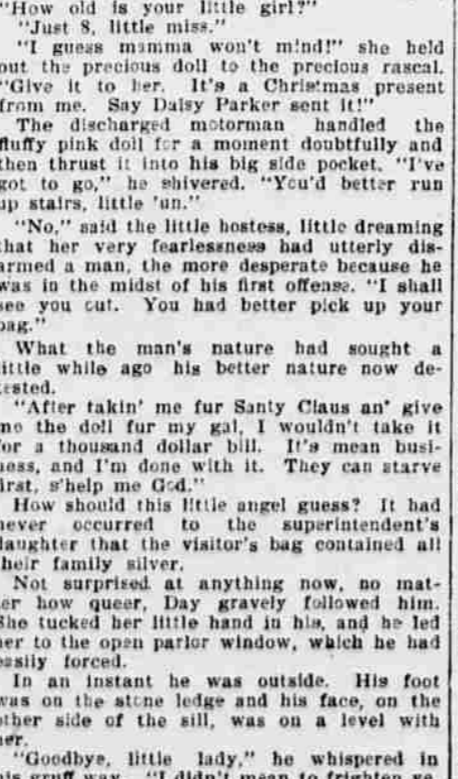 "How old is your little girl?"
"Just 8, little miss."
"I guess mamma won't mind!" she held
out the precious doll to the precious rascal.
"Give it to her. It's a Christmas present
from me. Say Daisy Parker sent it!"
The discharged motorman handled the
fluffy pink doll for a moment doubtfully and
then thrust it into his big side pocket. "I've
got to go," he shivered. "You'd better run
up stairs, little 'un."
"No," said the little hostess, little dreaming
that her very fearlessness had utterly dis-
armed a man, the more desperate because he
was in the midst of his first offense. "I shall
see you out. You had better pick up your
bag."
What the man's nature had sought a
little while ago his better nature now de-
tested.
"After takin' me fur Santy Claus an' give
me the doll fur my gal, I wouldn't take it
for a thousand dollar bill. It's mean busi-
ness, and I'm done with it. They can starve
first, s'help me God."
How should this little angel guess? It had
never occurred to the superintendent's
daughter that the visitor's bag contained all
their family silver.
Not surprised at anything now, no mat-
ter how queer, Day gravely followed him.
She tucked her little hand in his, and he led
her to the open parlor window, which he had
easily forced.
In an instant he was outside. His foot
was on the stone ledge and his face, on the
other side of the sill, was on a level with
her.
"Goodbye, little lady," he whispered in
his gruff way. "I didn't mean to frighten